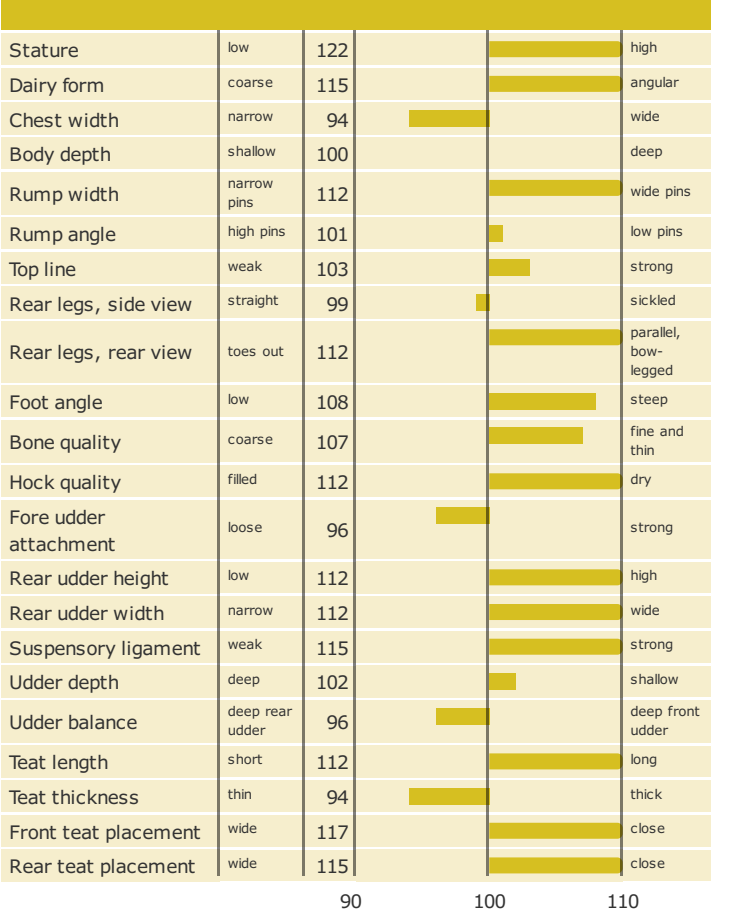 Stature low 122 high
Dairy form coarse 115 angular
Chest width narrow 94 wide
Body depth shallow 100 deep
Rump width narrow pins 112 wide pins
Rump angle high pins 101 low pins
Top line weak 103 strong
Rear legs, side view straight 99 sickled
Rear legs, rear view toes out 112 parallel, bow-legged
Foot angle low 108 steep
Bone quality coarse 107 fine and thin
Hock quality filled 112 dry
Fore udder attachment loose 96 strong
Rear udder height low 112 high
Rear udder width narrow 112 wide
Suspensory ligament weak 115 strong
Udder depth deep 102 shallow
Udder balance deep rear udder 96 deep front udder
Teat length short 112 long
Teat thickness thin 94 thick
Front teat placement wide 117 close
Rear teat placement wide 115 close
90 100 110